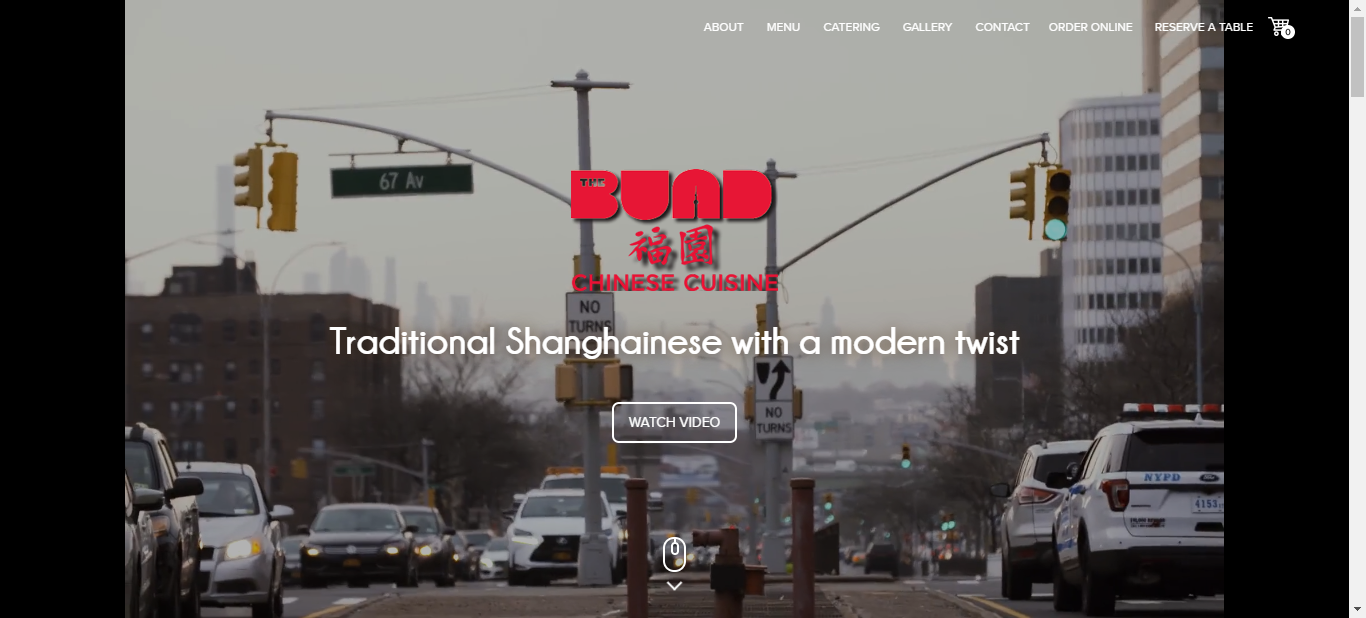 ABOUT MENU CATERING GALLERY CONTACT ORDER ONLINE RESERVE A TABLE 0
67 Av
THE
BUND
福園
CHINESE CUISINE
NO
TURNS
Traditional Shanghainese with a modern twist
NO
TURNS
WATCH VIDEO
NYPD
Ford
4153